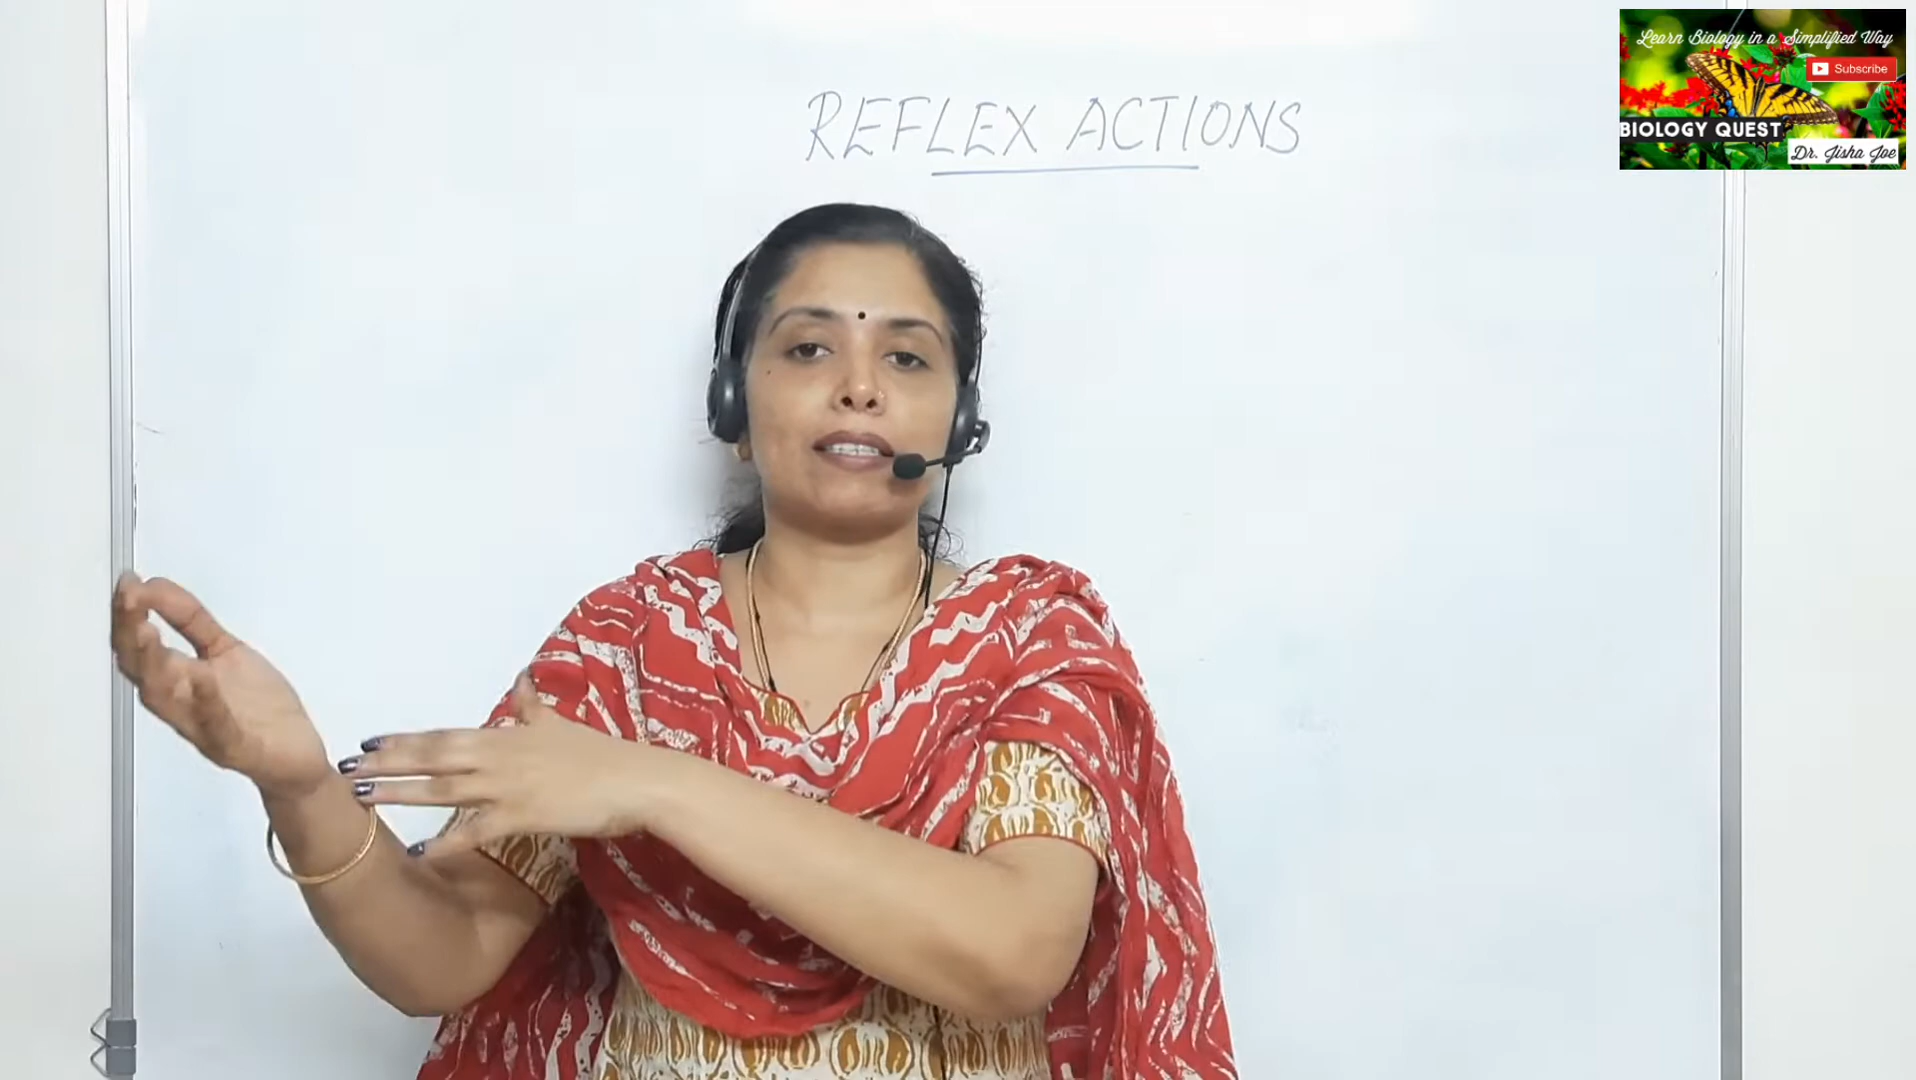 REFLEX ACTIONS
Learn Biology in a Simplified Way
Subscribe
BIOLOGY QUEST
Dr. Jisha Joe